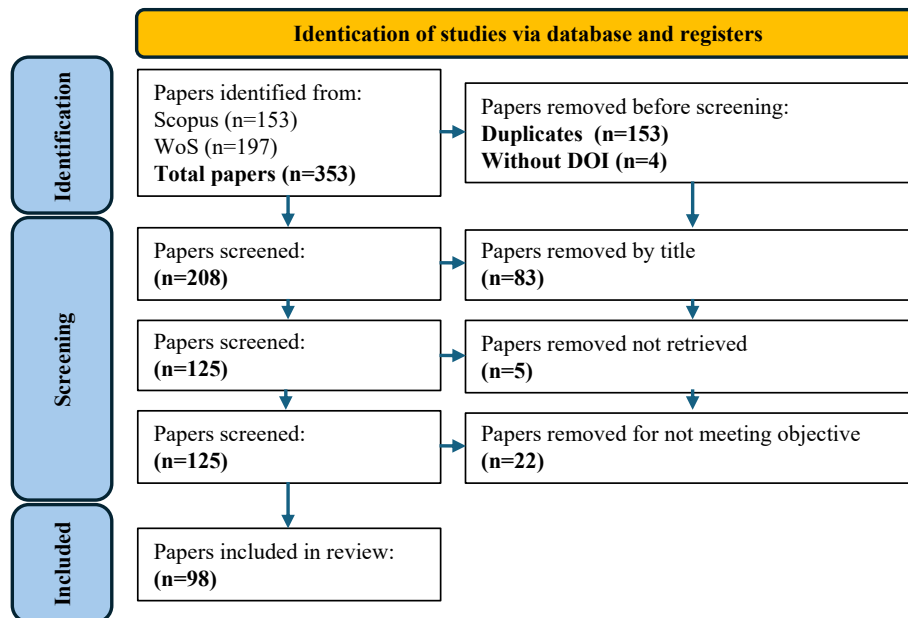 Identication of studies via database and registers
Identification
Papers identified from:
Scopus (n=153)
WoS (n=197)
Total papers (n=353)
Papers removed before screening:
Duplicates (n=153)
Without DOI (n=4)
Screening
Papers screened:
(n=208)
Papers removed by title
(n=83)
Papers screened:
(n=125)
Papers removed not retrieved
(n=5)
Papers screened:
(n=125)
Papers removed for not meeting objective
(n=22)
Included
Papers included in review:
(n=98)